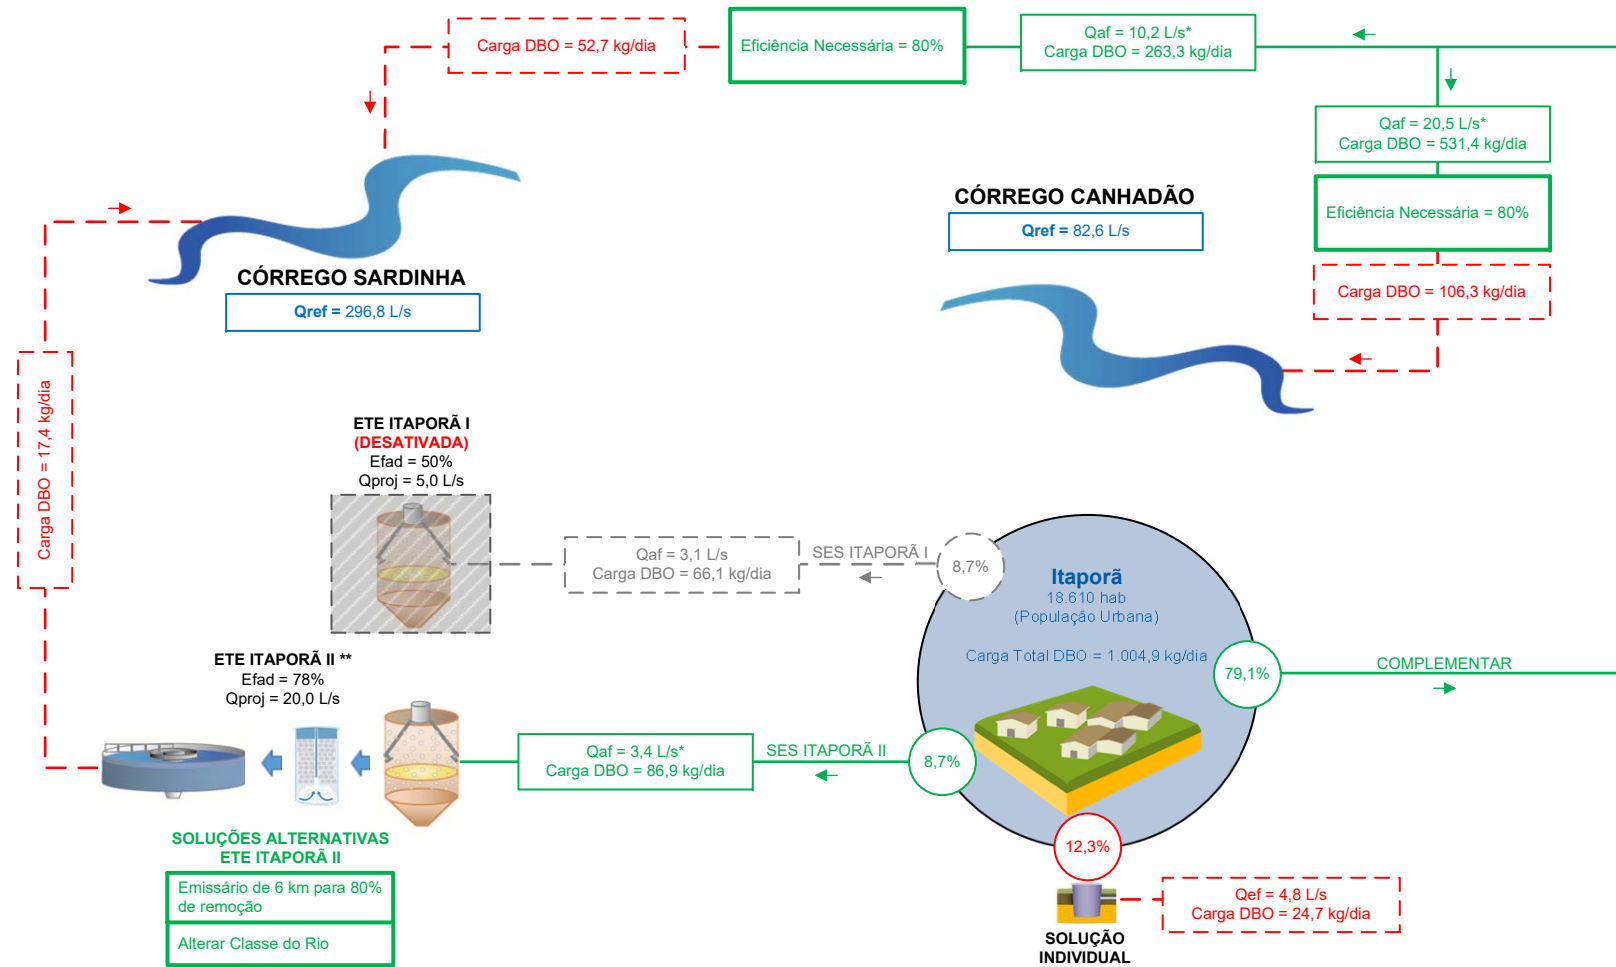 Carga DBO = 52,7 kg/dia
Eficiência Necessária = 80%
Qaf = 10,2 L/s*
Carga DBO = 263,3 kg/dia
Qaf = 20,5 L/s*
Carga DBO = 531,4 kg/dia
Eficiência Necessária = 80%
Carga DBO = 106,3 kg/dia
CÓRREGO CANHADÃO
Qref = 82,6 L/s
CÓRREGO SARDINHA
Qref = 296,8 L/s
Carga DBO = 17,4 kg/dia
ETE ITAPORÃ I
(DESATIVADA)
Efad = 50%
Qproj = 5,0 L/s
Qaf = 3,1 L/s
Carga DBO = 66,1 kg/dia
SES ITAPORÃ I
8,7%
Itaporã
18.610 hab
(População Urbana)
Carga Total DBO = 1.004,9 kg/dia
79,1%
COMPLEMENTAR
ETE ITAPORÃ II **
Efad = 78%
Qproj = 20,0 L/s
Qaf = 3,4 L/s*
Carga DBO = 86,9 kg/dia
SES ITAPORÃ II
8,7%
12,3%
Qef = 4,8 L/s
Carga DBO = 24,7 kg/dia
SOLUÇÃO
INDIVIDUAL
SOLUÇÕES ALTERNATIVAS
ETE ITAPORÃ II
Emissário de 6 km para 80%
de remoção
Alterar Classe do Rio